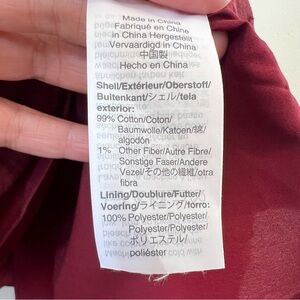 Made in China
Fabriqué en Chine
in China Hergestellt
Vervaardigd in China
中国製
Hecho en China
Shell/Extérieur/Oberstoff/
Buitenkant/シェル/tela
exterior:
99% Cotton/Coton/
Baumwolle/Katoen/綿/
algodón
1% Other Fiber/Autre Fibre/
Sonstige Faser/Andere
Vezel/その他の繊維/otra
fibra
Lining/Doublure/Futter/
Voering/ライニング/forro:
100% Polyester/Polyester/
Polyester/Polyester/
ポリエステル/
poliéster